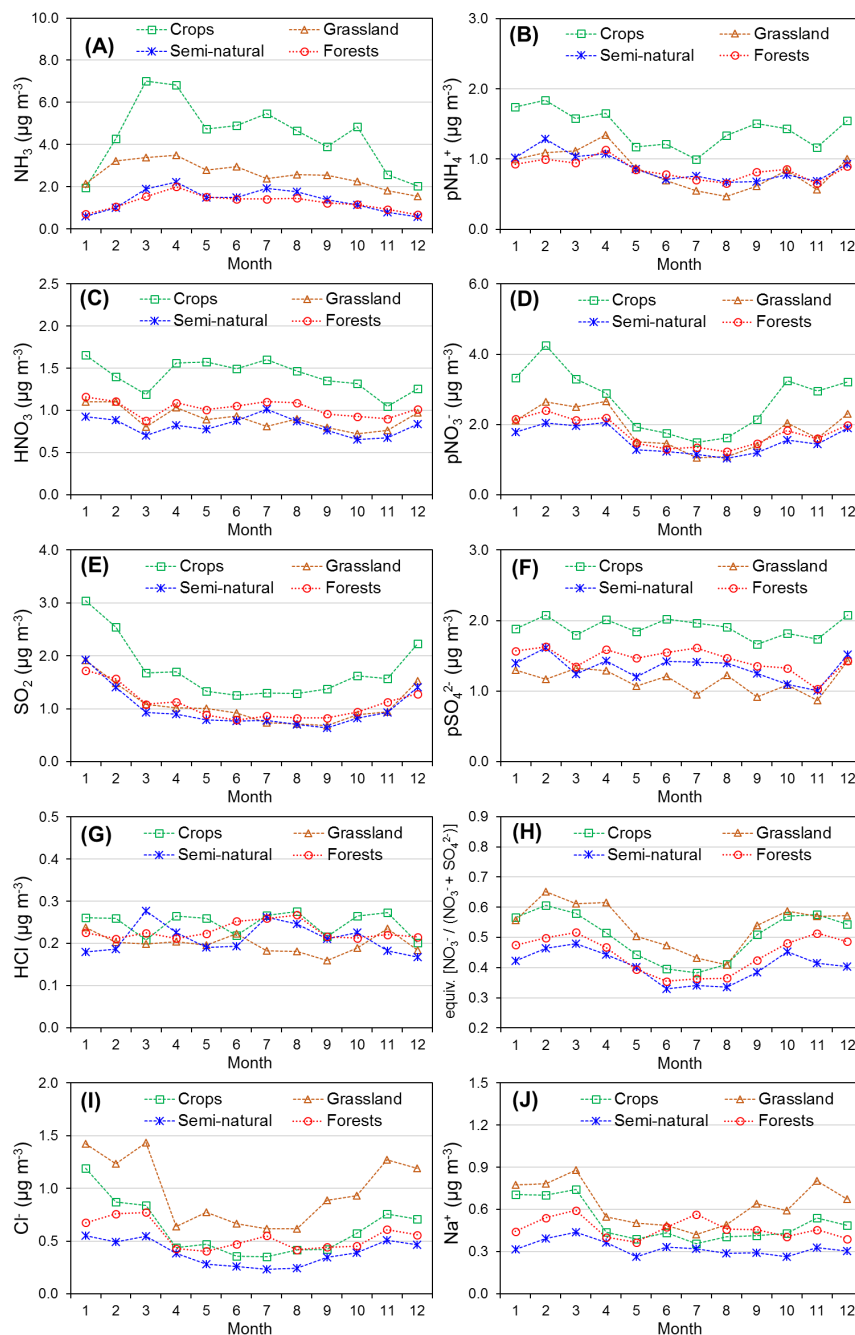 (A)
Crops
Grassland
Semi-natural
Forests
NH₃ (µg m⁻³)
10.0
8.0
6.0
4.0
2.0
0.0
1 2 3 4 5 6 7 8 9 10 11 12
Month
(B)
Crops
Grassland
Semi-natural
Forests
pNH₄⁺ (µg m⁻³)
3.0
2.0
1.0
0.0
1 2 3 4 5 6 7 8 9 10 11 12
Month
(C)
Crops
Grassland
Semi-natural
Forests
HNO₃ (µg m⁻³)
2.5
2.0
1.5
1.0
0.5
0.0
1 2 3 4 5 6 7 8 9 10 11 12
Month
(D)
Crops
Grassland
Semi-natural
Forests
pNO₃⁻ (µg m⁻³)
6.0
4.0
2.0
0.0
1 2 3 4 5 6 7 8 9 10 11 12
Month
(E)
Crops
Grassland
Semi-natural
Forests
SO₂ (µg m⁻³)
4.0
3.0
2.0
1.0
0.0
1 2 3 4 5 6 7 8 9 10 11 12
Month
(F)
Crops
Grassland
Semi-natural
Forests
pSO₄²⁻ (µg m⁻³)
3.0
2.0
1.0
0.0
1 2 3 4 5 6 7 8 9 10 11 12
Month
(G)
Crops
Grassland
Semi-natural
Forests
HCl (µg m⁻³)
0.5
0.4
0.3
0.2
0.1
0.0
1 2 3 4 5 6 7 8 9 10 11 12
Month
(H)
Crops
Grassland
Semi-natural
Forests
equiv. [NO₃⁻ / (NO₃⁻ + SO₄²⁻)]
0.9
0.8
0.7
0.6
0.5
0.4
0.3
0.2
1 2 3 4 5 6 7 8 9 10 11 12
Month
(I)
Crops
Grassland
Semi-natural
Forests
Cl⁻ (µg m⁻³)
2.0
1.5
1.0
0.5
0.0
1 2 3 4 5 6 7 8 9 10 11 12
Month
(J)
Crops
Grassland
Semi-natural
Forests
Na⁺ (µg m⁻³)
1.5
1.2
0.9
0.6
0.3
0.0
1 2 3 4 5 6 7 8 9 10 11 12
Month